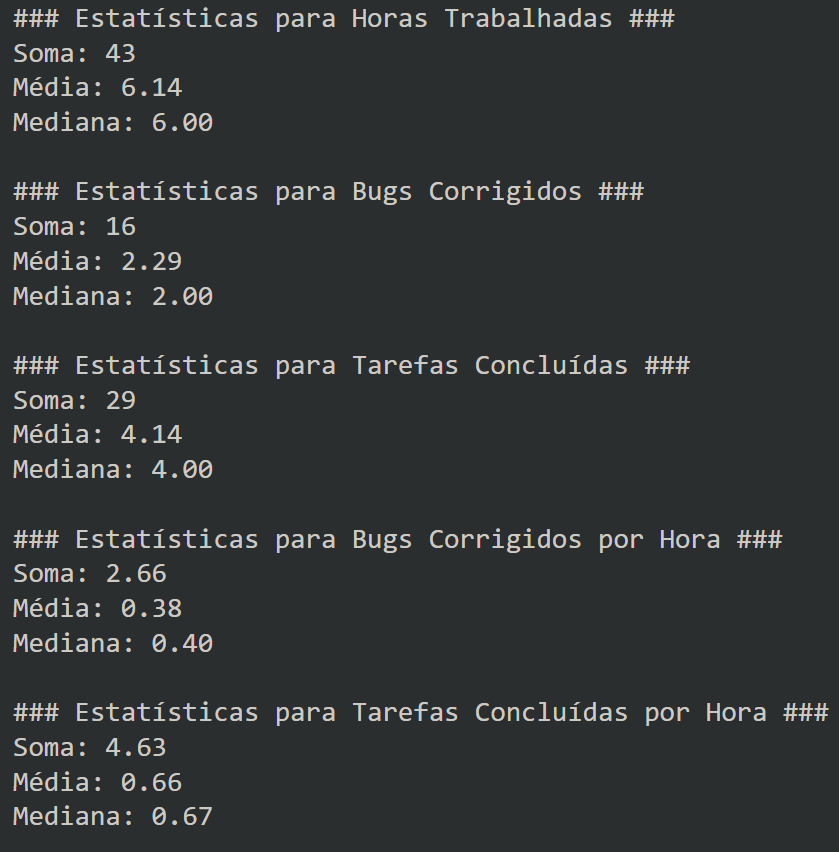 ### Estatísticas para Horas Trabalhadas ###
Soma: 43
Média: 6.14
Mediana: 6.00
### Estatísticas para Bugs Corrigidos ###
Soma: 16
Média: 2.29
Mediana: 2.00
### Estatísticas para Tarefas Concluídas ###
Soma: 29
Média: 4.14
Mediana: 4.00
### Estatísticas para Bugs Corrigidos por Hora ###
Soma: 2.66
Média: 0.38
Mediana: 0.40
### Estatísticas para Tarefas Concluídas por Hora ###
Soma: 4.63
Média: 0.66
Mediana: 0.67